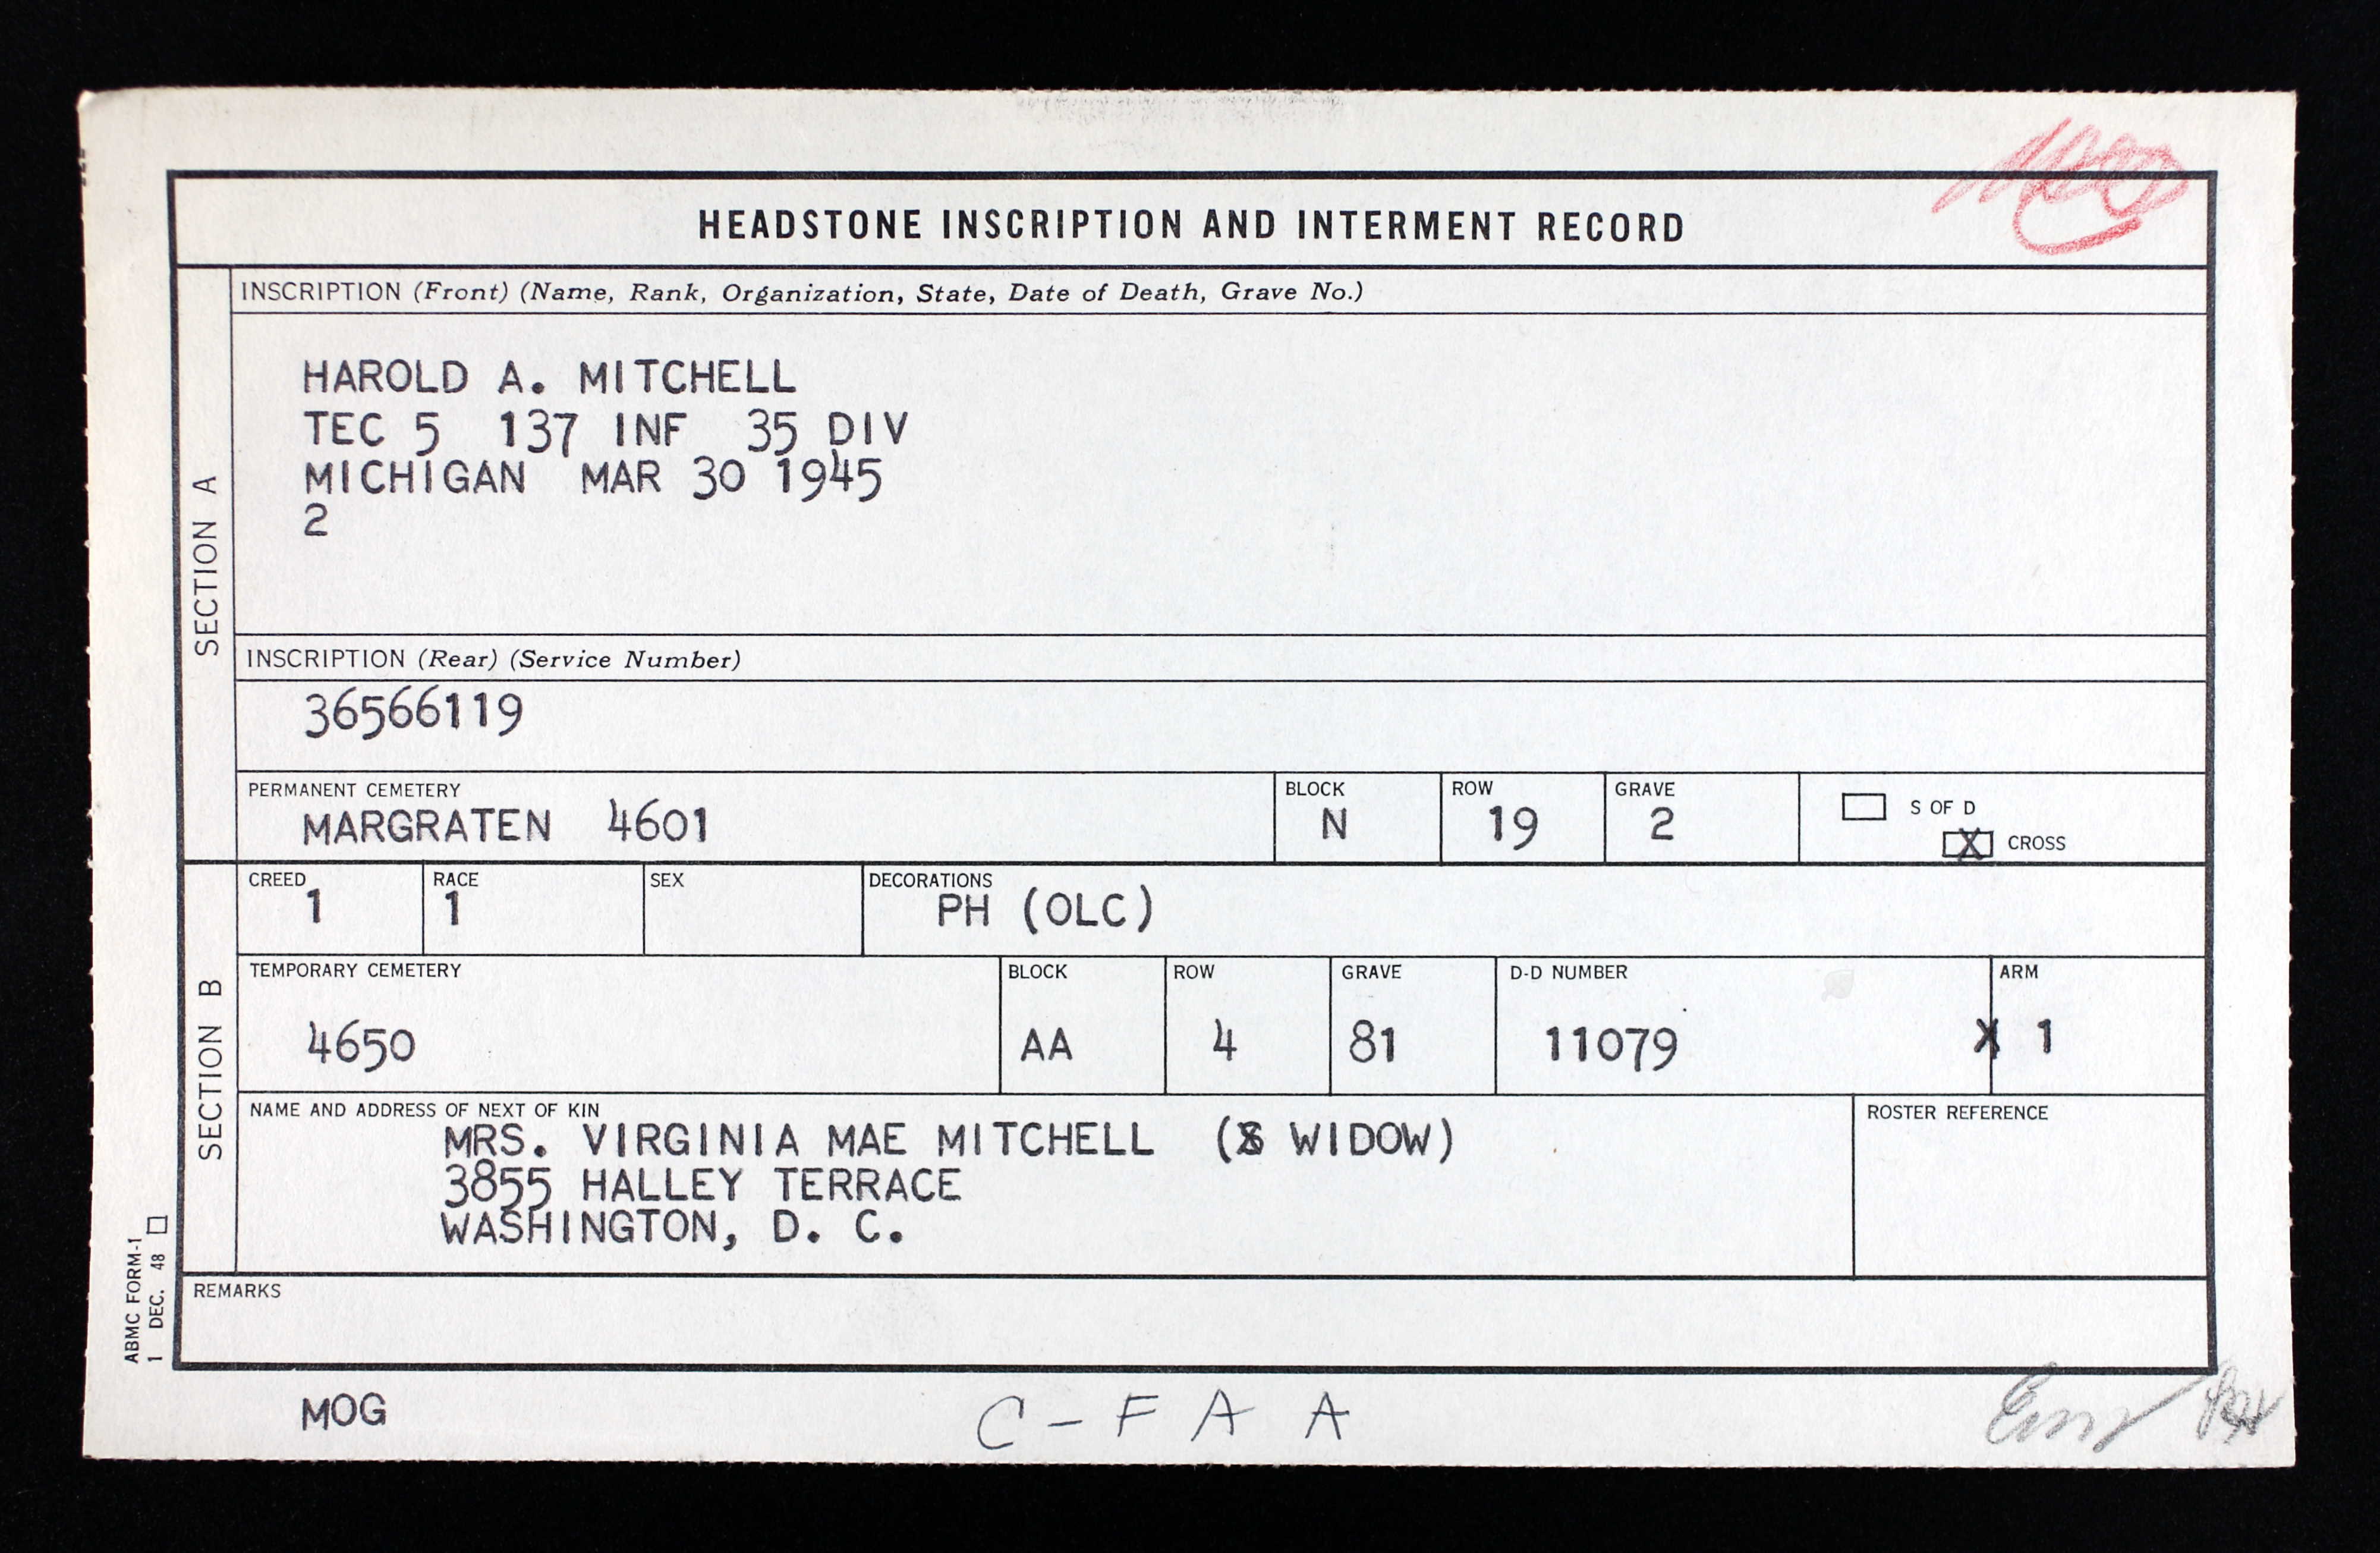 HEADSTONE INSCRIPTION AND INTERMENT RECORD
SECTION A
INSCRIPTION (Front) (Name, Rank, Organization, State, Date of Death, Grave No.)
HAROLD A. MITCHELL
TEC 5 137 INF 35 DIV
MICHIGAN MAR 30 1945
2
INSCRIPTION (Rear) (Service Number)
36566119
PERMANENT CEMETERY BLOCK ROW GRAVE S OF D
MARGRATEN 4601 N 19 2 X CROSS
SECTION B
CREED RACE SEX DECORATIONS
1 1 PH (OLC)
TEMPORARY CEMETERY BLOCK ROW GRAVE D-D NUMBER ARM
4650 AA 4 81 11079 X 1
NAME AND ADDRESS OF NEXT OF KIN ROSTER REFERENCE
MRS. VIRGINIA MAE MITCHELL ( WIDOW)
3855 HALLEY TERRACE
WASHINGTON, D. C.
REMARKS
ABMC FORM-1
1 DEC. 48
MOG C-FAA